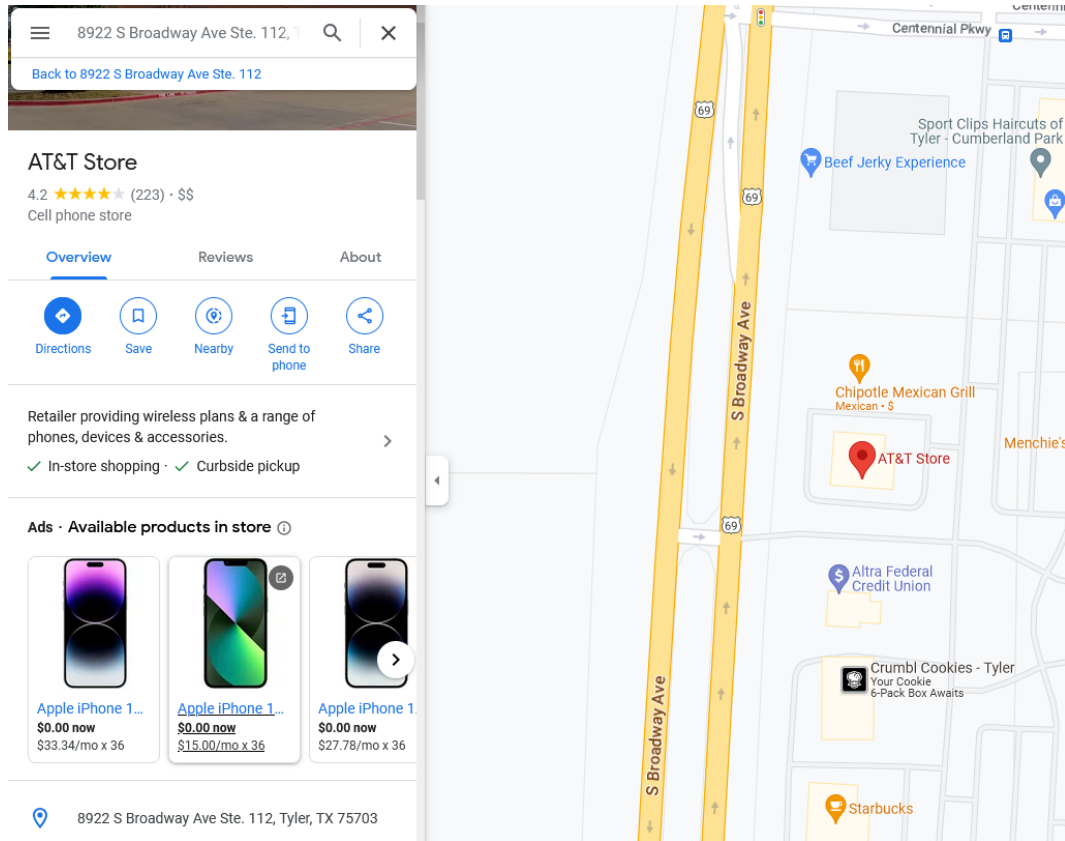 8922 S Broadway Ave Ste. 112,
Back to 8922 S Broadway Ave Ste. 112
AT&T Store
4.2 (223) · $$
Cell phone store
Overview
Reviews
About
Directions
Save
Nearby
Send to
phone
Share
Retailer providing wireless plans & a range of
phones, devices & accessories.
In-store shopping · Curbside pickup
Ads · Available products in store
Apple iPhone 1...
$0.00 now
$33.34/mo x 36
Apple iPhone 1...
$0.00 now
$15.00/mo x 36
Apple iPhone 1
$0.00 now
$27.78/mo x 36
8922 S Broadway Ave Ste. 112, Tyler, TX 75703
Centennial Pkwy
69
Sport Clips Haircuts of
Tyler - Cumberland Park
Beef Jerky Experience
69
S Broadway Ave
Chipotle Mexican Grill
Mexican • $
Menchie's
AT&T Store
69
Altra Federal
Credit Union
Crumbl Cookies - Tyler
Your Cookie
6-Pack Box Awaits
S Broadway Ave
Starbucks